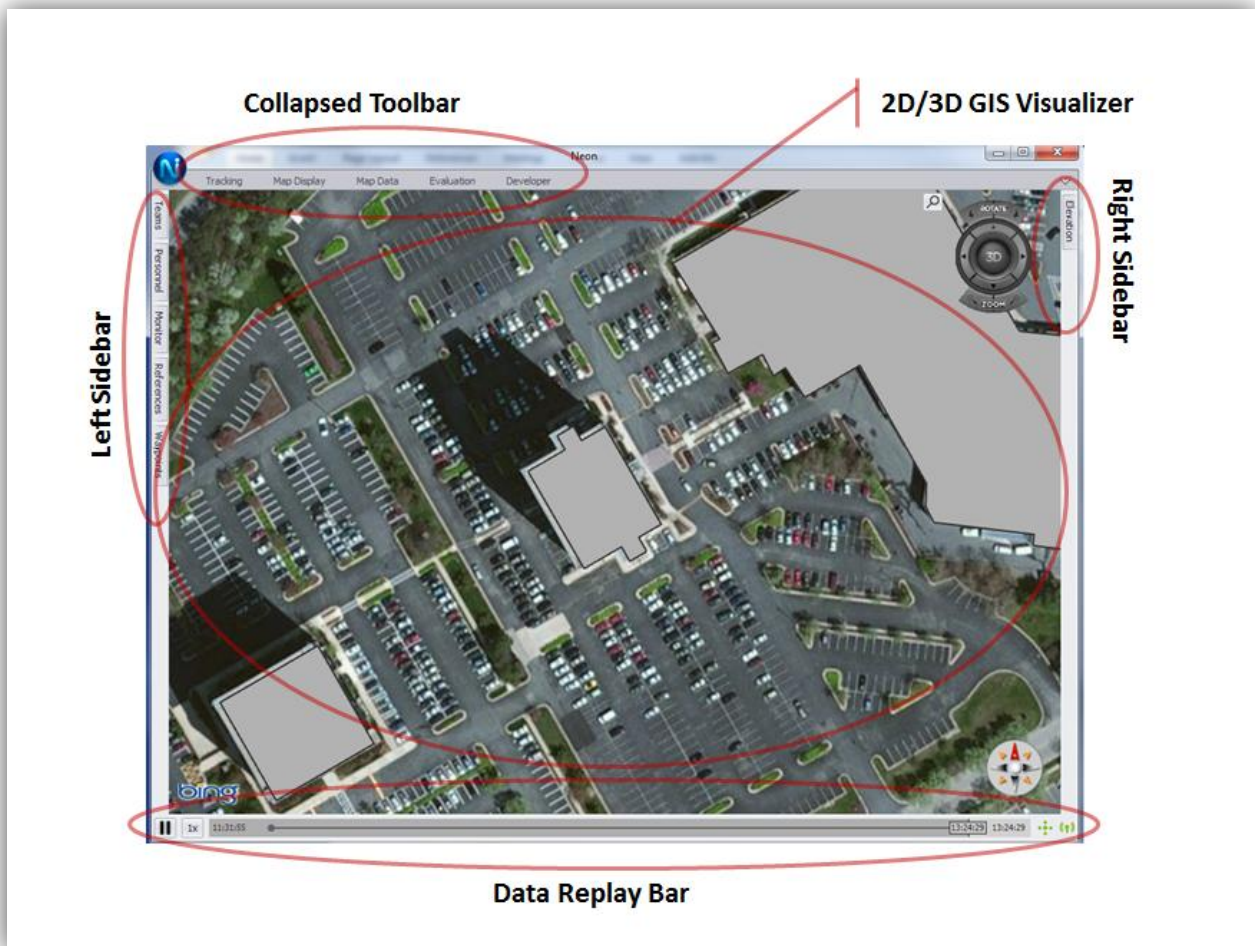 Collapsed Toolbar
2D/3D GIS Visualizer
Neon
Tracking Map Display Map Data Evaluation Developer
Left Sidebar
Teams
Personnel
Monitor
References
Waypoints
Elevation
Right Sidebar
ROTATE
3D
ZOOM
bing
1x 11:31:55 13:24:29 13:24:29
Data Replay Bar